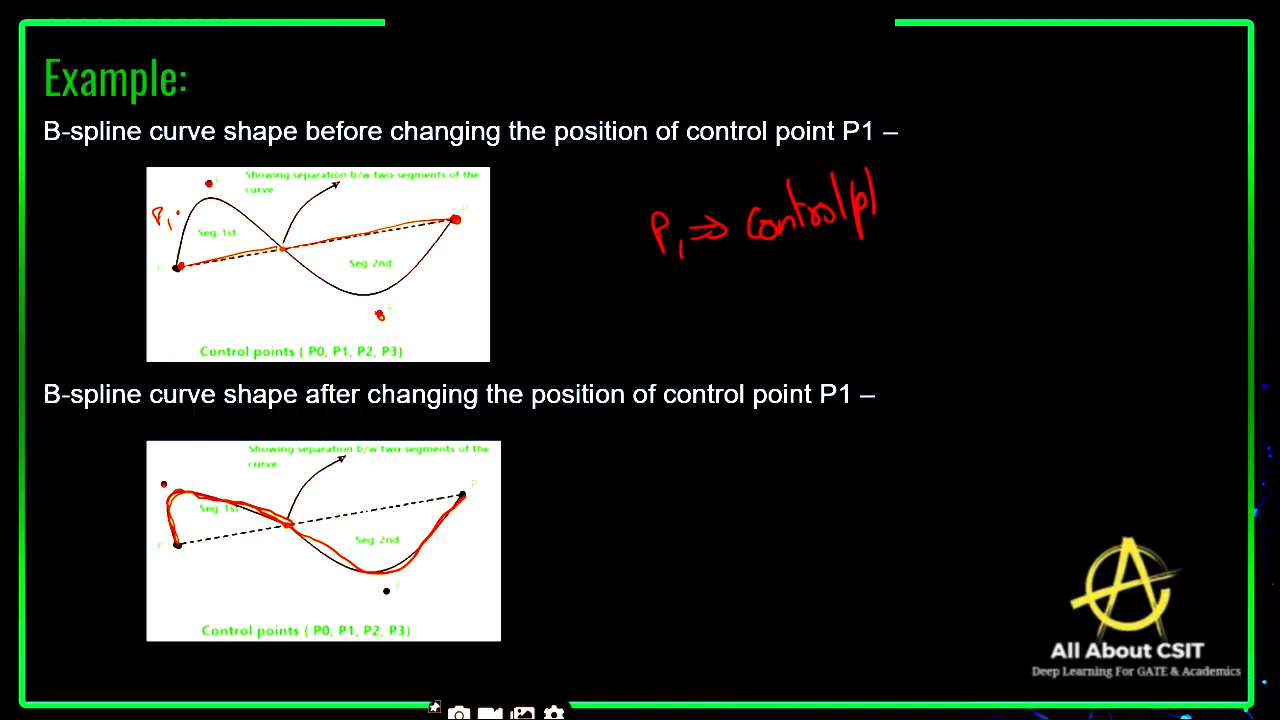 Example:
B-spline curve shape before changing the position of control point P1 –
Showing separation b/w two segments of the
curve
P1
Seg 1st
P
Seg 2nd
Control points ( P0, P1, P2, P3)
P1 ⇒ Control(p)
B-spline curve shape after changing the position of control point P1 –
Showing separation b/w two segments of the
curve
P
Seg 1st
P
Seg 2nd
Control points ( P0, P1, P2, P3)
All About CSIT
Deep Learning For GATE & Academics